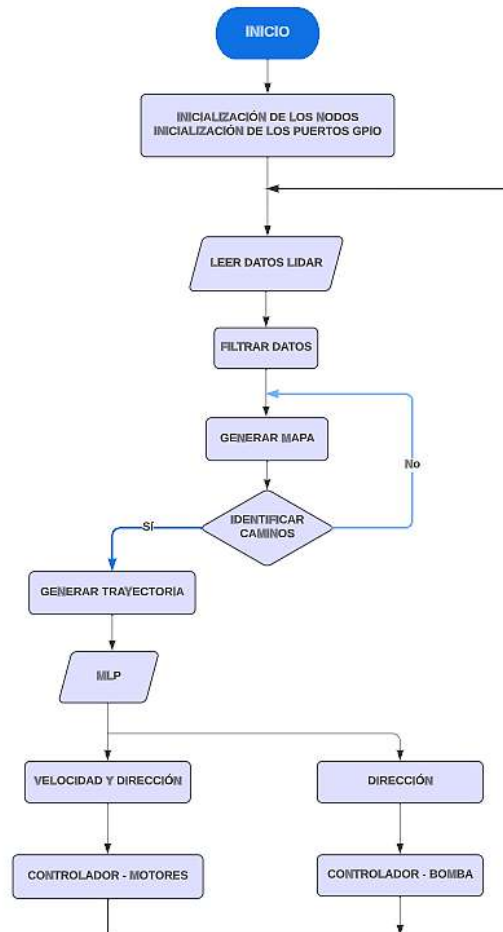 INICIO
INICIALIZACIÓN DE LOS NODOS
INICIALIZACIÓN DE LOS PUERTOS GPIO
LEER DATOS LIDAR
FILTRAR DATOS
GENERAR MAPA
No
IDENTIFICAR
CAMINOS
Sí
GENERAR TRAYECTORIA
MLP
VELOCIDAD Y DIRECCIÓN
DIRECCIÓN
CONTROLADOR - MOTORES
CONTROLADOR - BOMBA